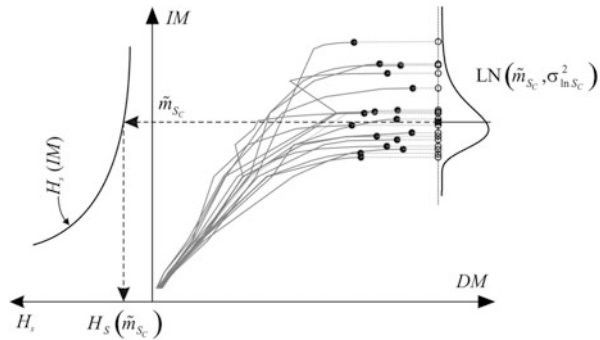 IM
LN(m̃_{S_C}, σ²_{ln S_C})
m̃_{S_C}
H_s(IM)
DM
H_s
H_S(m̃_{S_C})